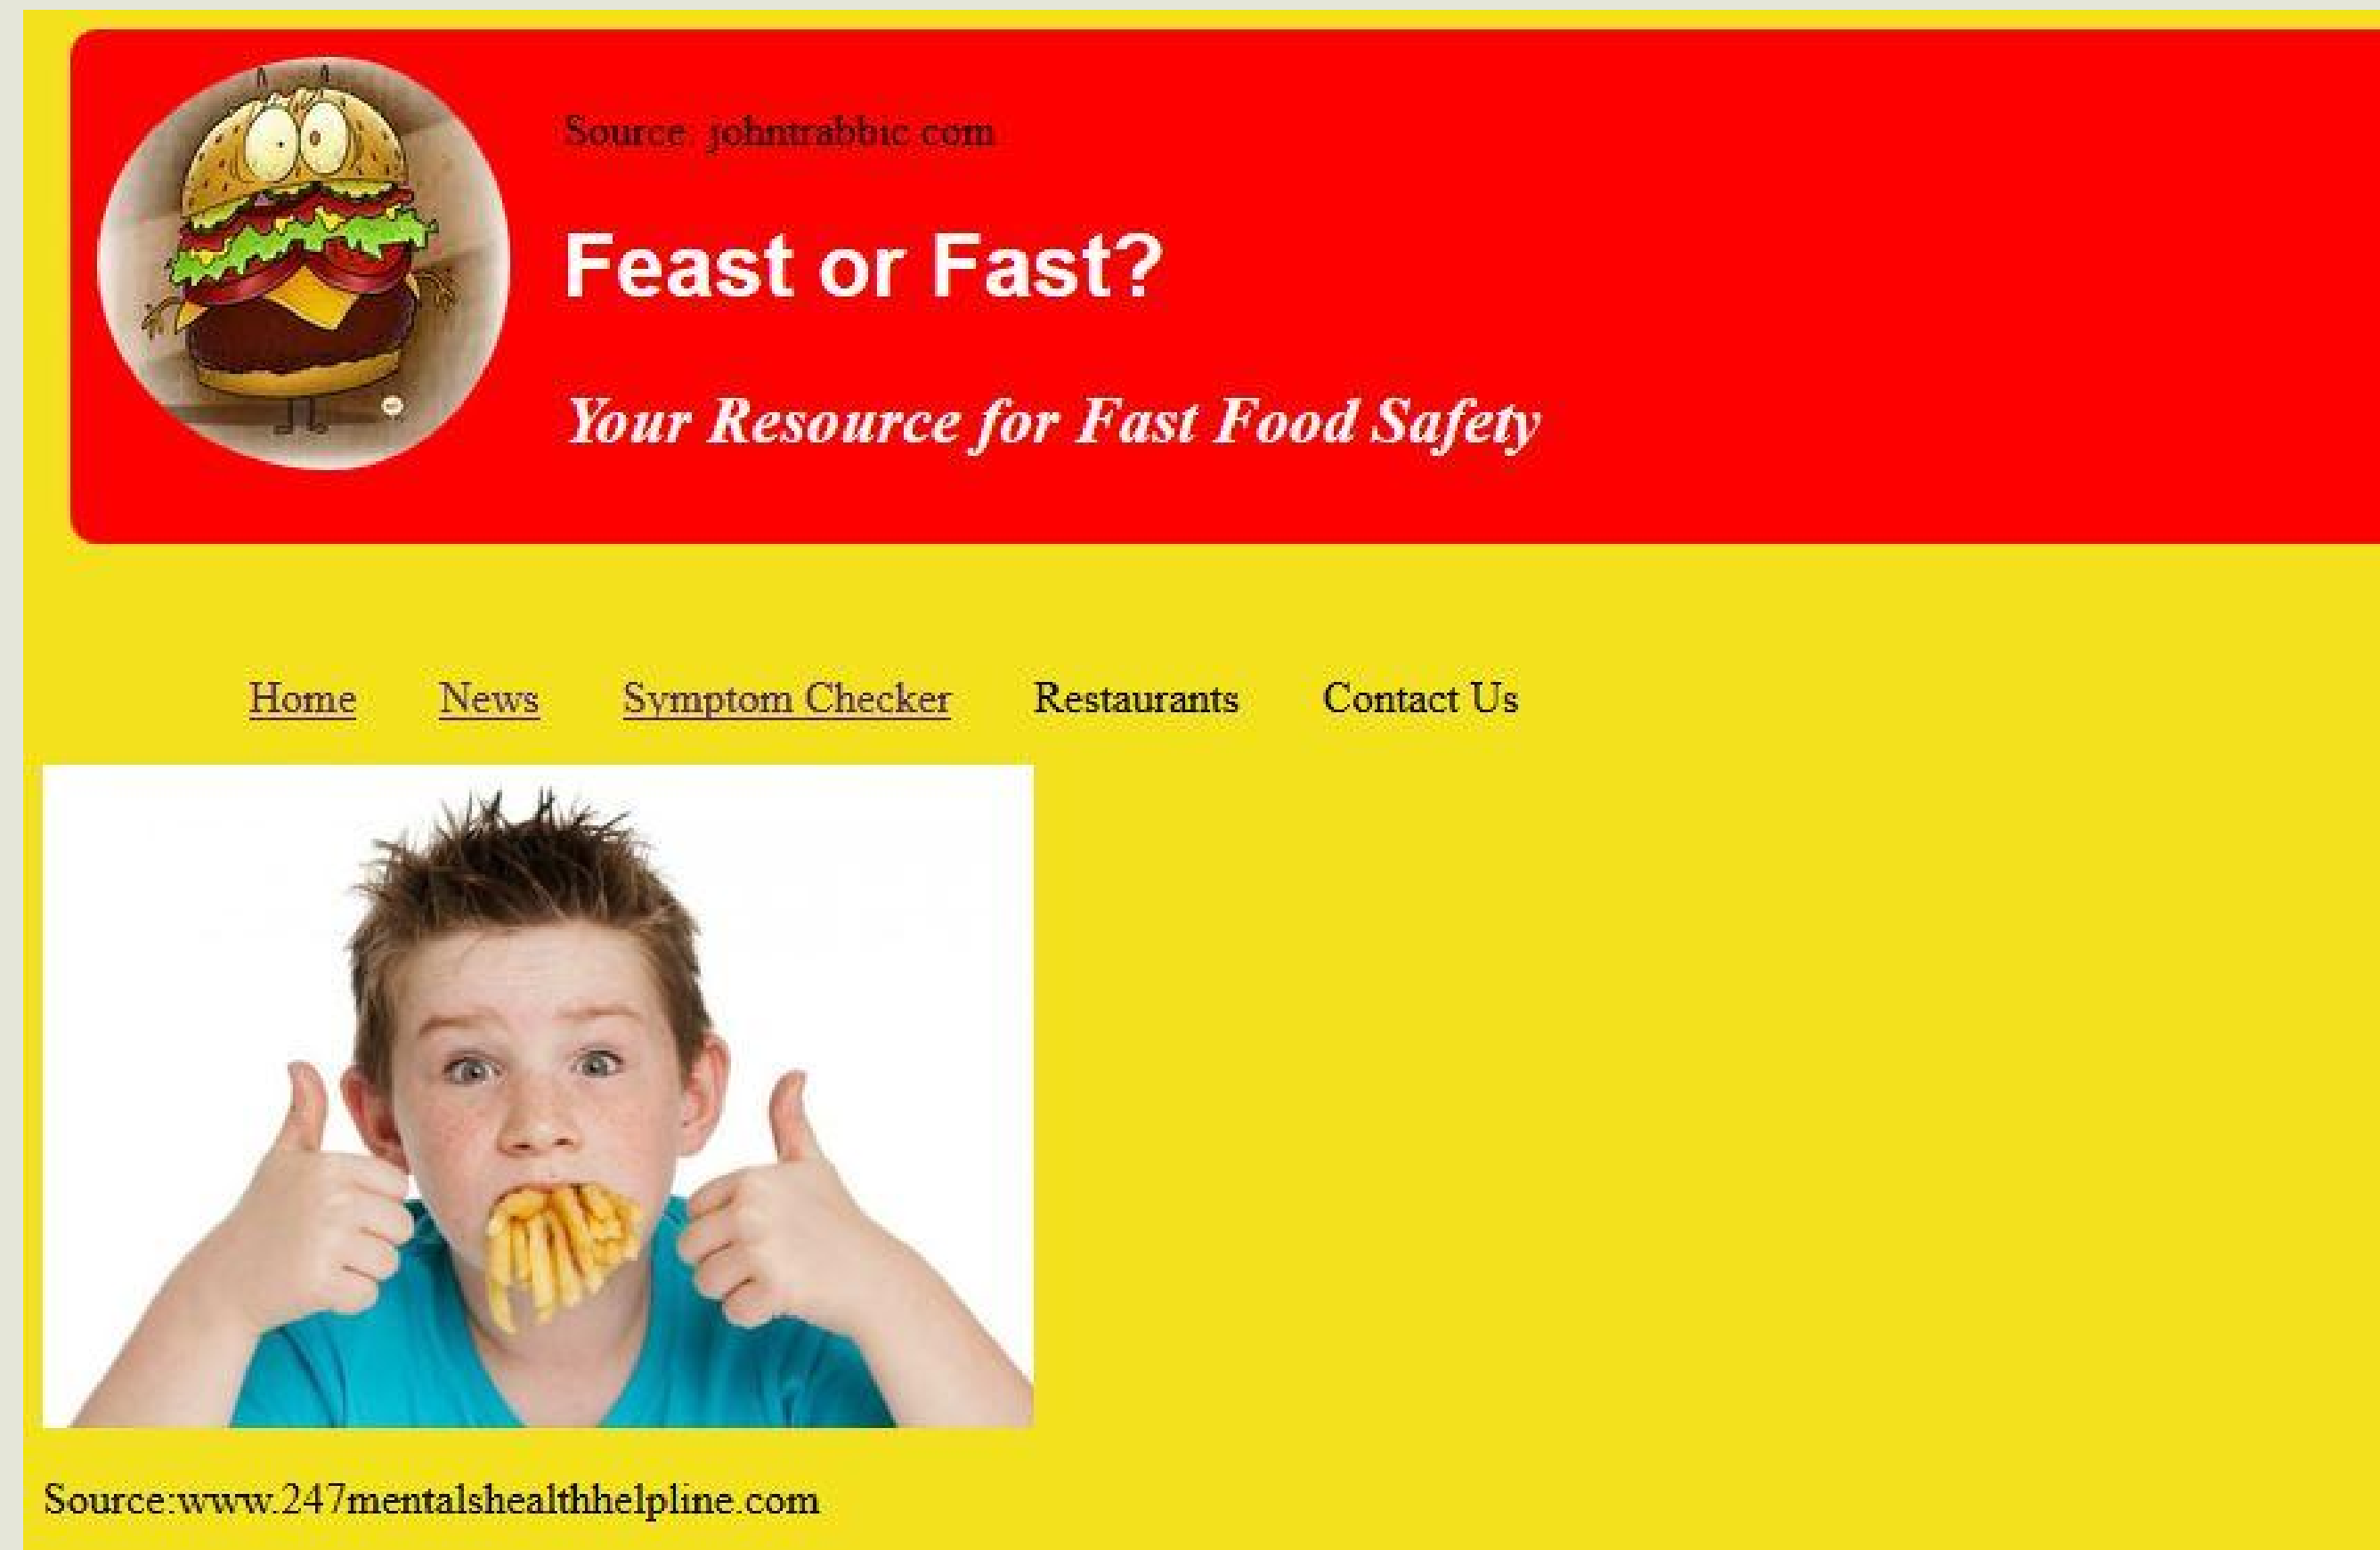 Source: johntrabbic.com
Feast or Fast?
Your Resource for Fast Food Safety
Home News Symptom Checker Restaurants Contact Us
Source:www.247mentalshealthhelpline.com